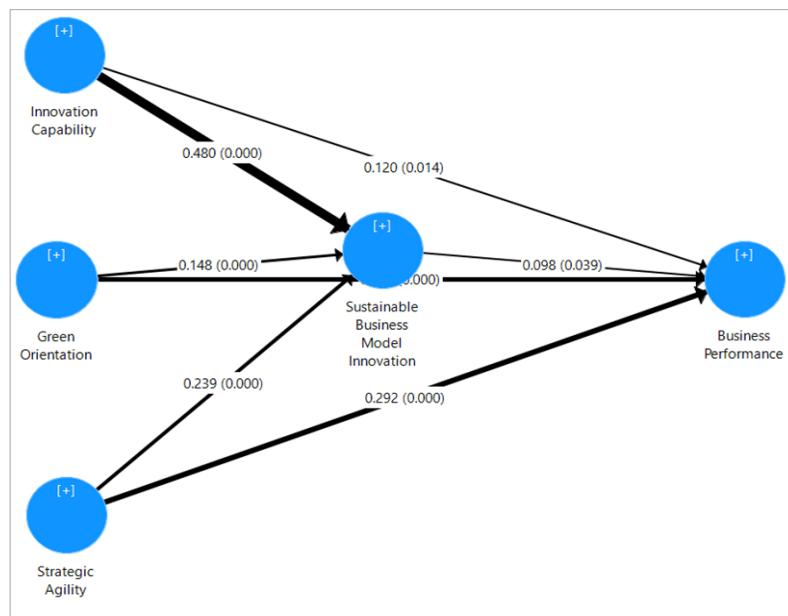 [+]
Innovation
Capability
0.480 (0.000)
0.120 (0.014)
[+]
[+]
0.148 (0.000)
0.098 (0.039)
[+]
.000)
Green
Orientation
Sustainable
Business
Model
Innovation
Business
Performance
0.239 (0.000)
0.292 (0.000)
[+]
Strategic
Agility